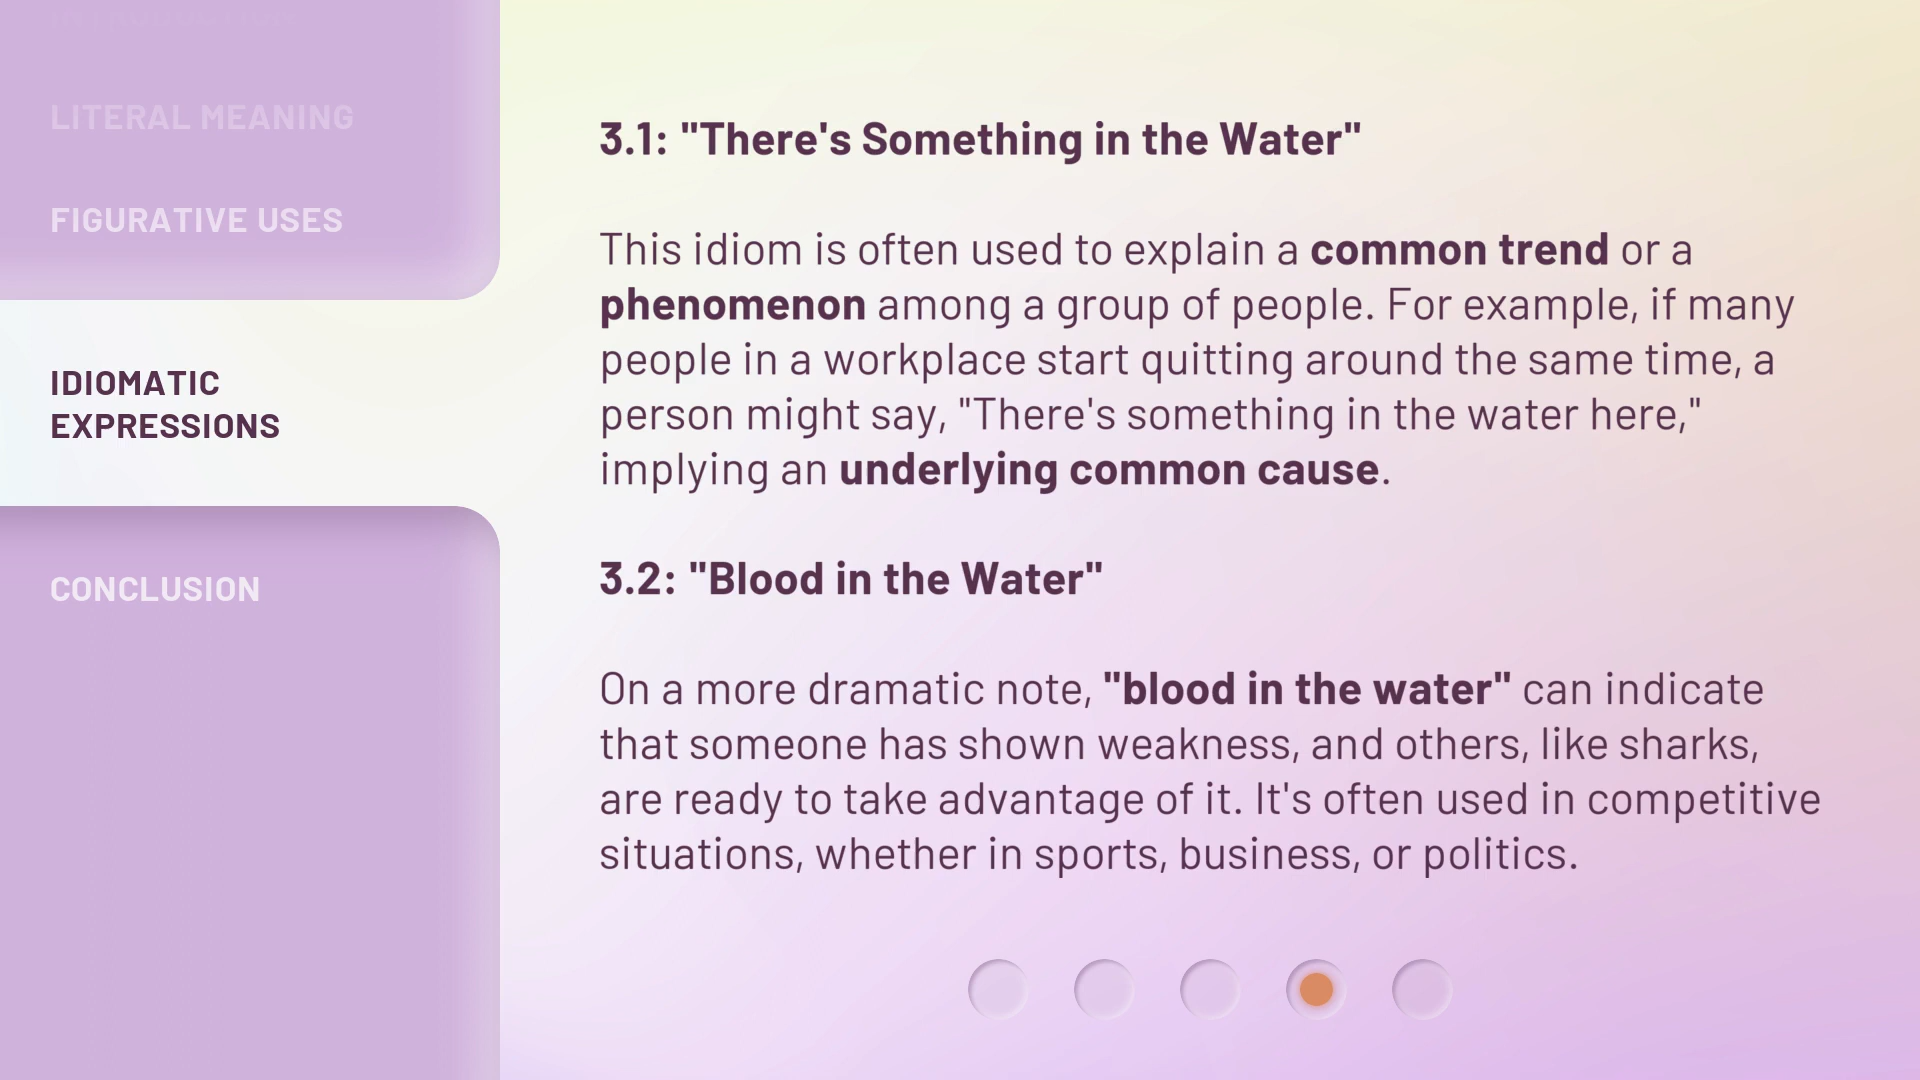 INTRODUCTION
LITERAL MEANING
FIGURATIVE USES
IDIOMATIC
EXPRESSIONS
CONCLUSION
3.1: "There's Something in the Water"
This idiom is often used to explain a common trend or a
phenomenon among a group of people. For example, if many
people in a workplace start quitting around the same time, a
person might say, "There's something in the water here,"
implying an underlying common cause.
3.2: "Blood in the Water"
On a more dramatic note, "blood in the water" can indicate
that someone has shown weakness, and others, like sharks,
are ready to take advantage of it. It's often used in competitive
situations, whether in sports, business, or politics.